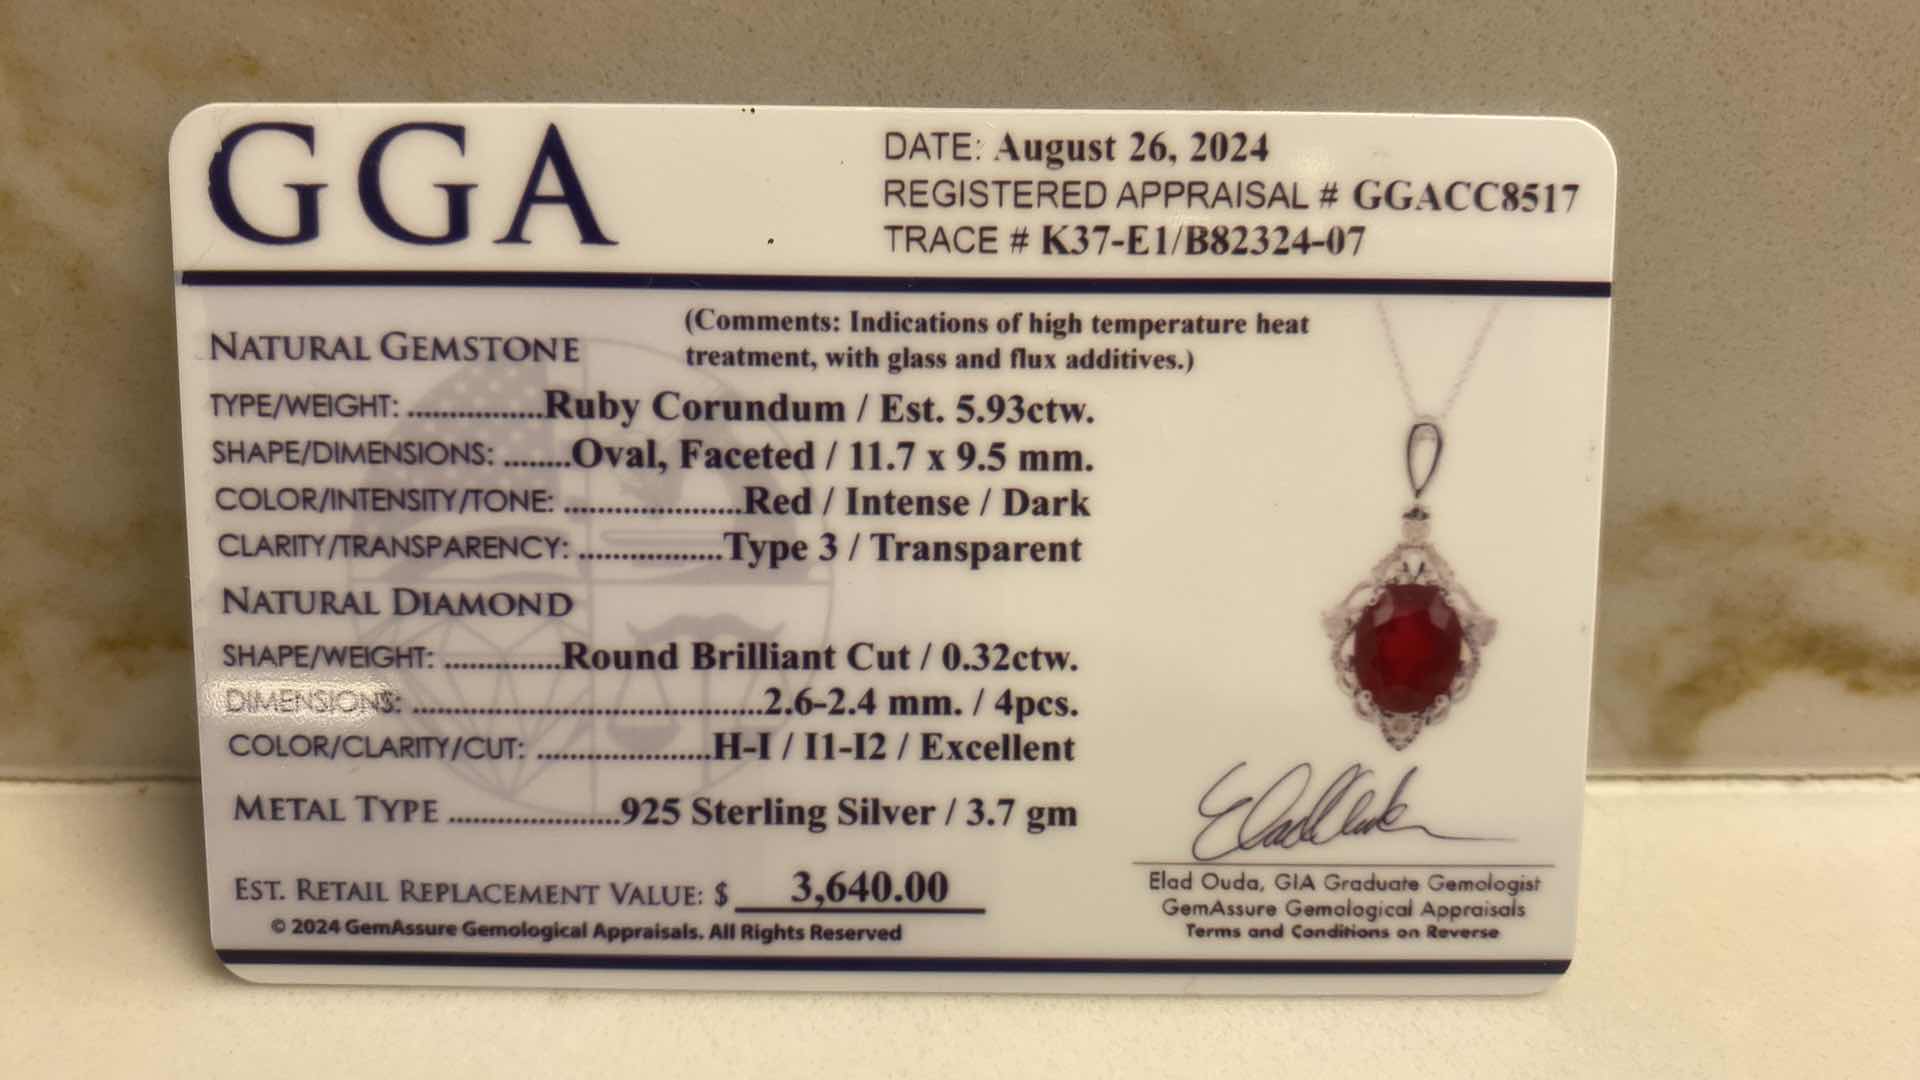 GGA
DATE: August 26, 2024
REGISTERED APPRAISAL # GGACC8517
TRACE # K37-E1/B82324-07
NATURAL GEMSTONE
(Comments: Indications of high temperature heat
treatment, with glass and flux additives.)
TYPE/WEIGHT: ................Ruby Corundum / Est. 5.93ctw.
SHAPE/DIMENSIONS: ........Oval, Faceted / 11.7 x 9.5 mm.
COLOR/INTENSITY/TONE: .....................Red / Intense / Dark
CLARITY/TRANSPARENCY: .................Type 3 / Transparent
NATURAL DIAMOND
SHAPE/WEIGHT: ..............Round Brilliant Cut / 0.32ctw.
DIMENSIONS: .........................................2.6-2.4 mm. / 4pcs.
COLOR/CLARITY/CUT: .....................H-I / I1-I2 / Excellent
METAL TYPE ....................925 Sterling Silver / 3.7 gm
EST. RETAIL REPLACEMENT VALUE: $ 3,640.00
© 2024 GemAssure Gemological Appraisals. All Rights Reserved
Elad Ouda, GIA Graduate Gemologist
GemAssure Gemological Appraisals
Terms and Conditions on Reverse